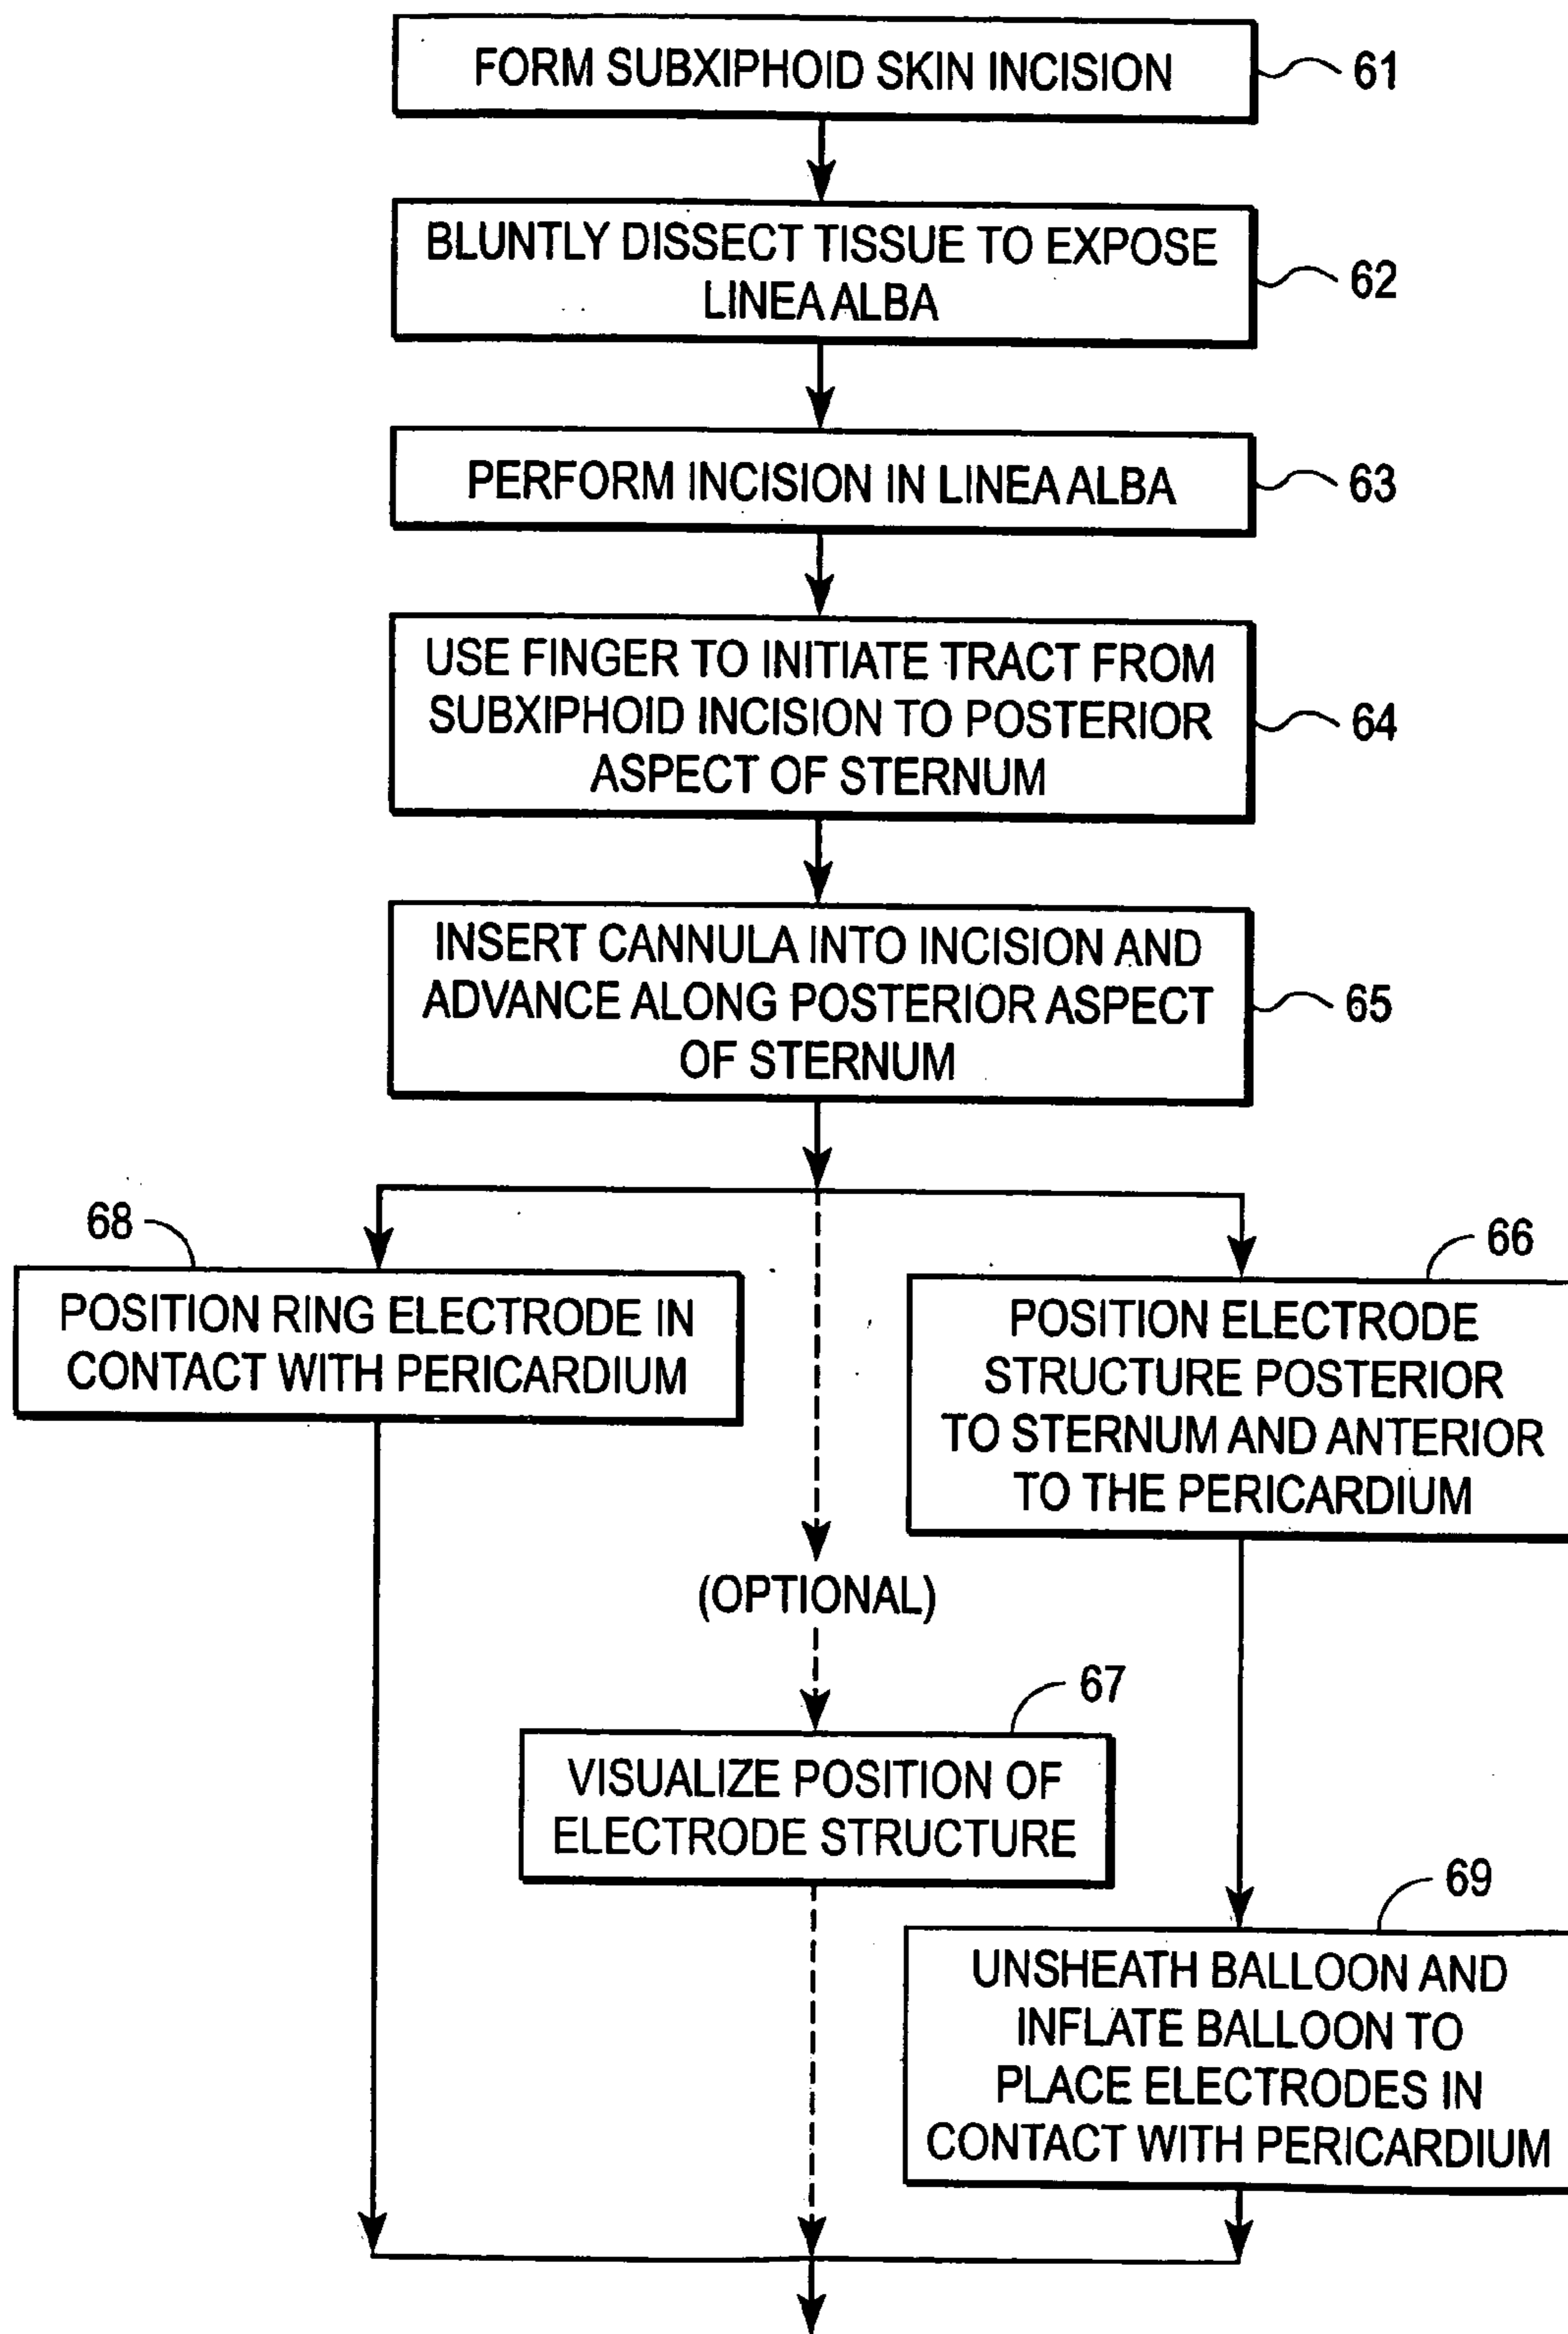 FORM SUBXIPHOID SKIN INCISION
61
BLUNTLY DISSECT TISSUE TO EXPOSE
LINEA ALBA
62
PERFORM INCISION IN LINEA ALBA
63
USE FINGER TO INITIATE TRACT FROM
SUBXIPHOID INCISION TO POSTERIOR
ASPECT OF STERNUM
64
INSERT CANNULA INTO INCISION AND
ADVANCE ALONG POSTERIOR ASPECT
OF STERNUM
65
68
POSITION RING ELECTRODE IN
CONTACT WITH PERICARDIUM
66
POSITION ELECTRODE
STRUCTURE POSTERIOR
TO STERNUM AND ANTERIOR
TO THE PERICARDIUM
(OPTIONAL)
67
VISUALIZE POSITION OF
ELECTRODE STRUCTURE
69
UNSHEATH BALLOON AND
INFLATE BALLOON TO
PLACE ELECTRODES IN
CONTACT WITH PERICARDIUM